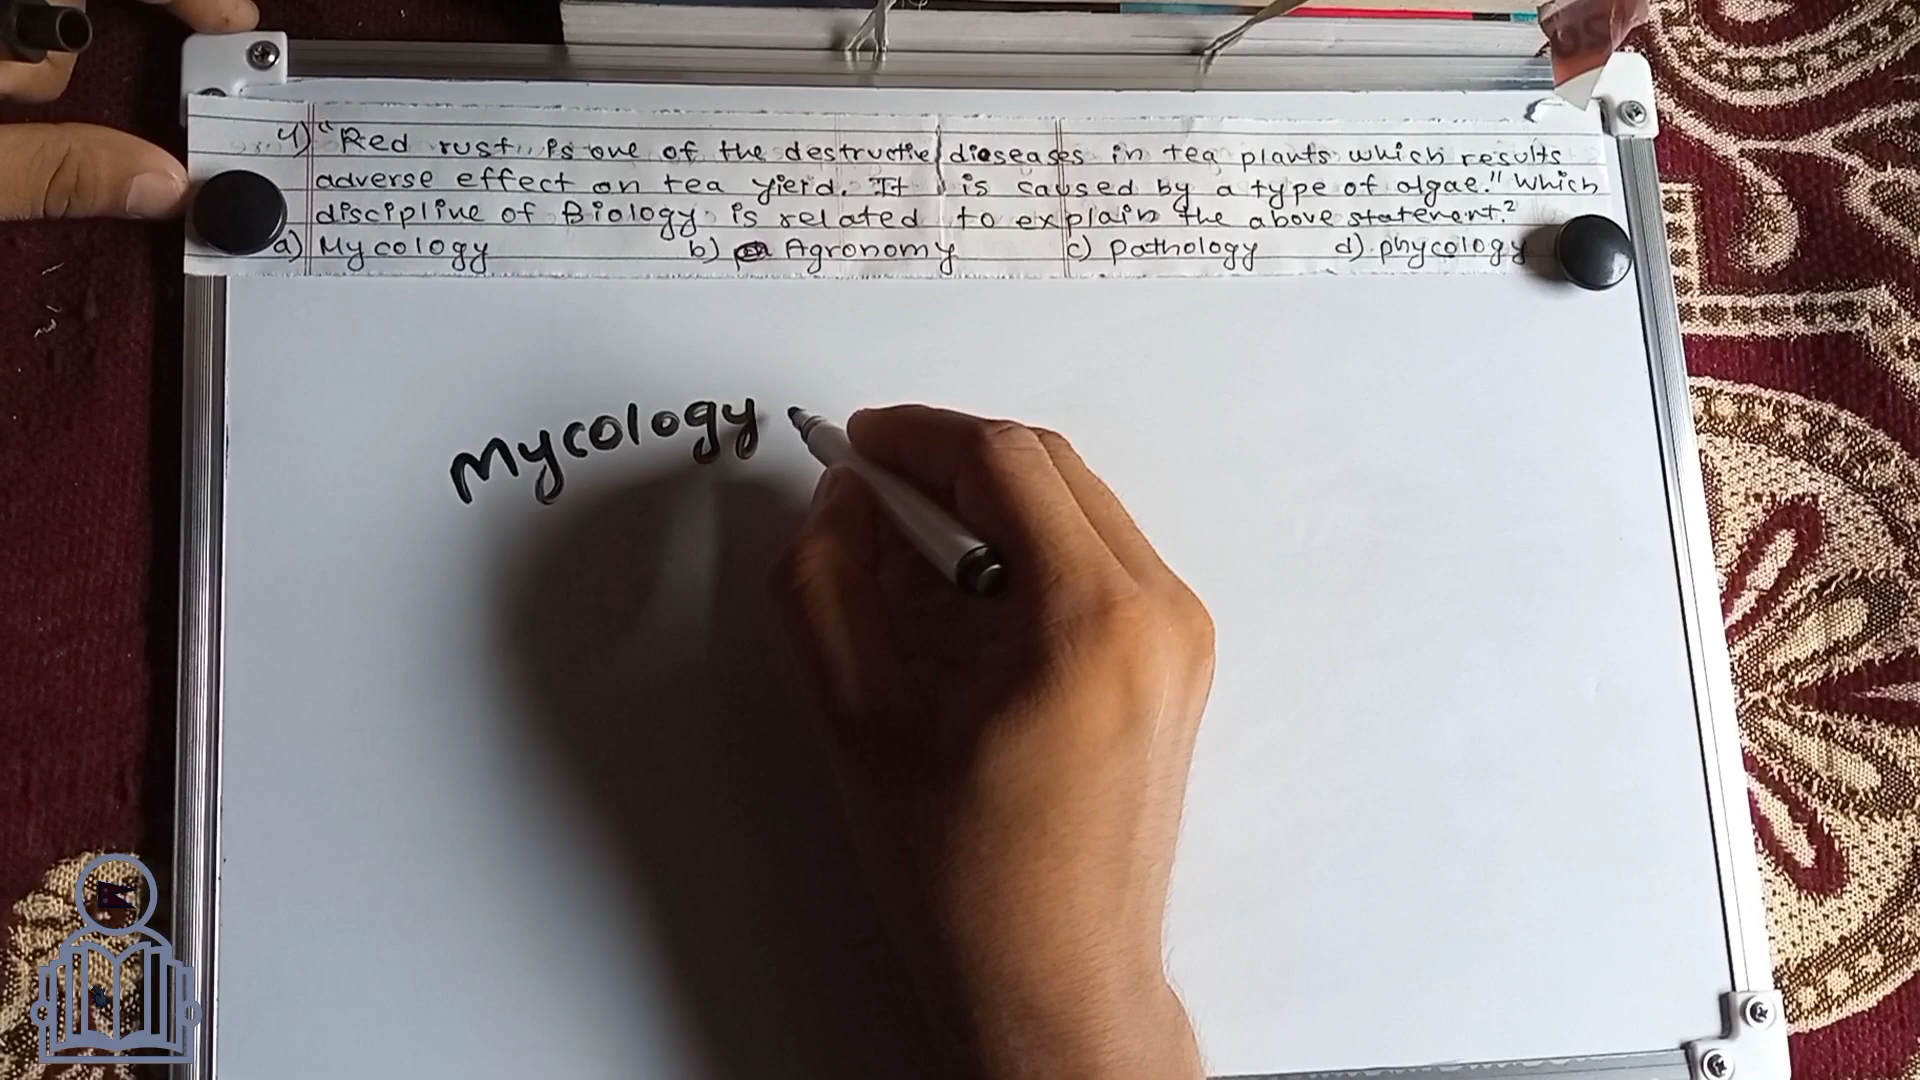 4) "Red rust" is one of the destructive dieseases in tea plants which results
adverse effect on tea yield. It is caused by a type of algae." Which
discipline of Biology is related to explain the above statement?
a) Mycology b) Agronomy c) pathology d) phycology
Mycology